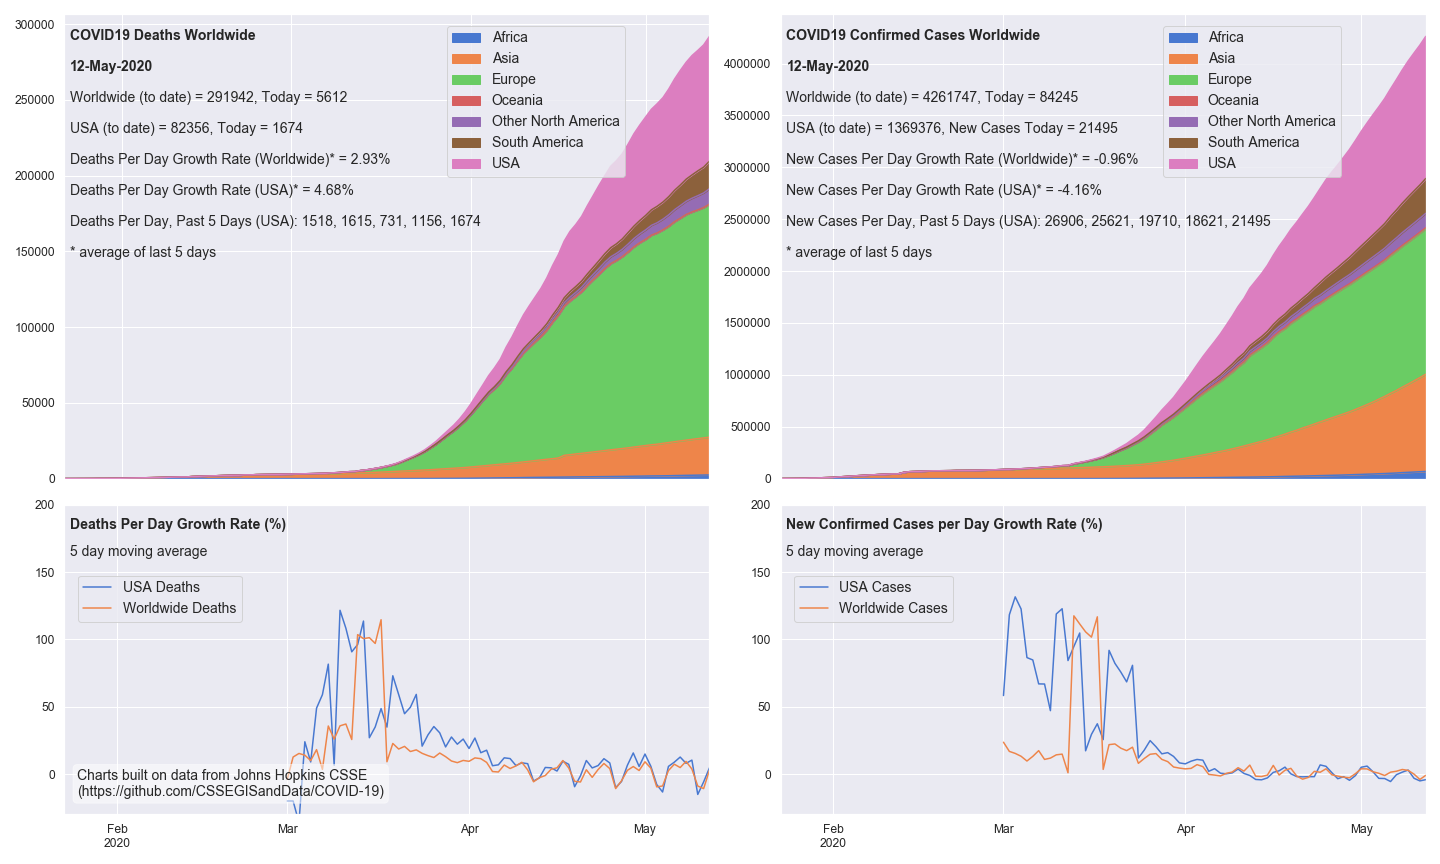 COVID19 Deaths Worldwide
12-May-2020
Worldwide (to date) = 291942, Today = 5612
USA (to date) = 82356, Today = 1674
Deaths Per Day Growth Rate (Worldwide)* = 2.93%
Deaths Per Day Growth Rate (USA)* = 4.68%
Deaths Per Day, Past 5 Days (USA): 1518, 1615, 731, 1156, 1674
* average of last 5 days
Africa
Asia
Europe
Oceania
Other North America
South America
USA
300000
250000
200000
150000
100000
50000
0
COVID19 Confirmed Cases Worldwide
12-May-2020
Worldwide (to date) = 4261747, Today = 84245
USA (to date) = 1369376, New Cases Today = 21495
New Cases Per Day Growth Rate (Worldwide)* = -0.96%
New Cases Per Day Growth Rate (USA)* = -4.16%
New Cases Per Day, Past 5 Days (USA): 26906, 25621, 19710, 18621, 21495
* average of last 5 days
Africa
Asia
Europe
Oceania
Other North America
South America
USA
4000000
3500000
3000000
2500000
2000000
1500000
1000000
500000
0
Deaths Per Day Growth Rate (%)
5 day moving average
USA Deaths
Worldwide Deaths
200
150
100
50
0
Charts built on data from Johns Hopkins CSSE
(https://github.com/CSSEGISandData/COVID-19)
Feb
2020
Mar
Apr
May
New Confirmed Cases per Day Growth Rate (%)
5 day moving average
USA Cases
Worldwide Cases
200
150
100
50
0
Feb
2020
Mar
Apr
May